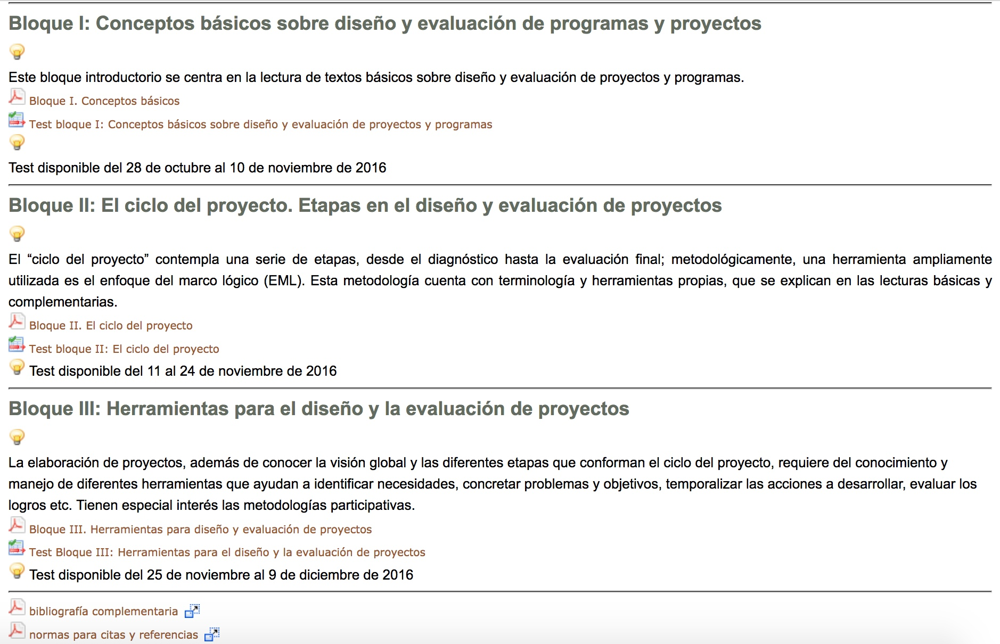 Bloque I: Conceptos básicos sobre diseño y evaluación de programas y proyectos
Este bloque introductorio se centra en la lectura de textos básicos sobre diseño y evaluación de proyectos y programas.
Bloque I. Conceptos básicos
Test bloque I: Conceptos básicos sobre diseño y evaluación de proyectos y programas
Test disponible del 28 de octubre al 10 de noviembre de 2016
Bloque II: El ciclo del proyecto. Etapas en el diseño y evaluación de proyectos
El “ciclo del proyecto” contempla una serie de etapas, desde el diagnóstico hasta la evaluación final; metodológicamente, una herramienta ampliamente
utilizada es el enfoque del marco lógico (EML). Esta metodología cuenta con terminología y herramientas propias, que se explican en las lecturas básicas y
complementarias.
Bloque II. El ciclo del proyecto
Test bloque II: El ciclo del proyecto
Test disponible del 11 al 24 de noviembre de 2016
Bloque III: Herramientas para el diseño y la evaluación de proyectos
La elaboración de proyectos, además de conocer la visión global y las diferentes etapas que conforman el ciclo del proyecto, requiere del conocimiento y
manejo de diferentes herramientas que ayudan a identificar necesidades, concretar problemas y objetivos, temporalizar las acciones a desarrollar, evaluar los
logros etc. Tienen especial interés las metodologías participativas.
Bloque III. Herramientas para diseño y evaluación de proyectos
Test Bloque III: Herramientas para el diseño y la evaluación de proyectos
Test disponible del 25 de noviembre al 9 de diciembre de 2016
bibliografía complementaria
normas para citas y referencias